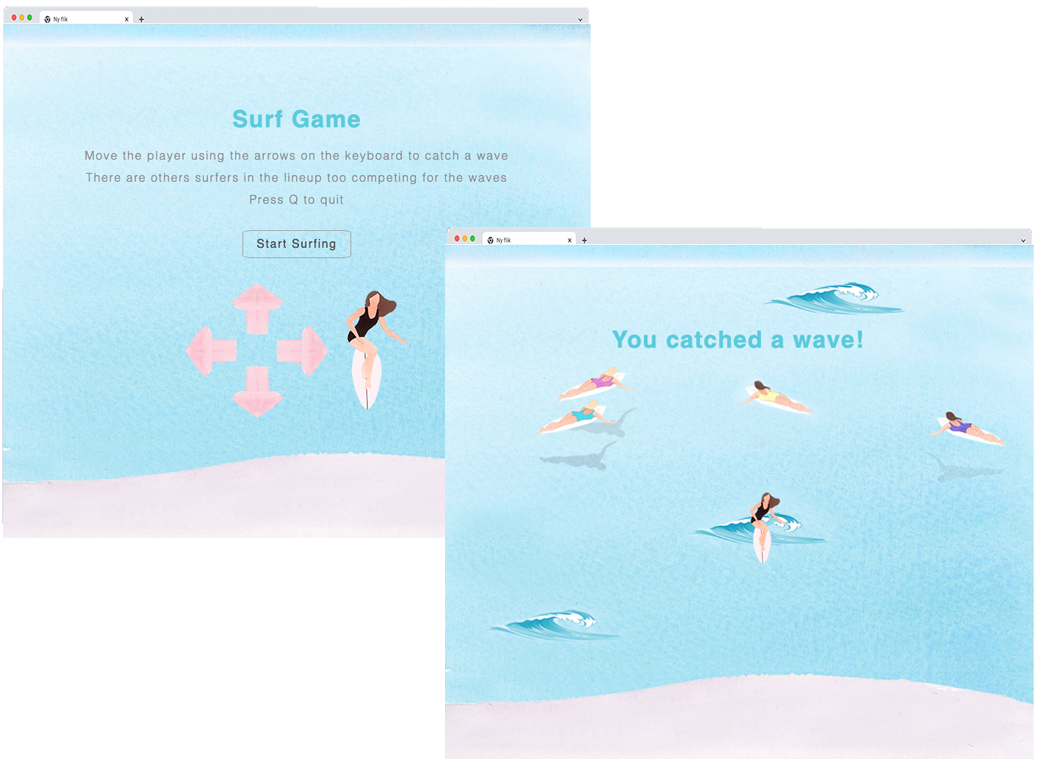 Ny flik
Surf Game
Move the player using the arrows on the keyboard to catch a wave
There are others surfers in the lineup too competing for the waves
Press Q to quit
Start Surfing
Ny flik
You catched a wave!